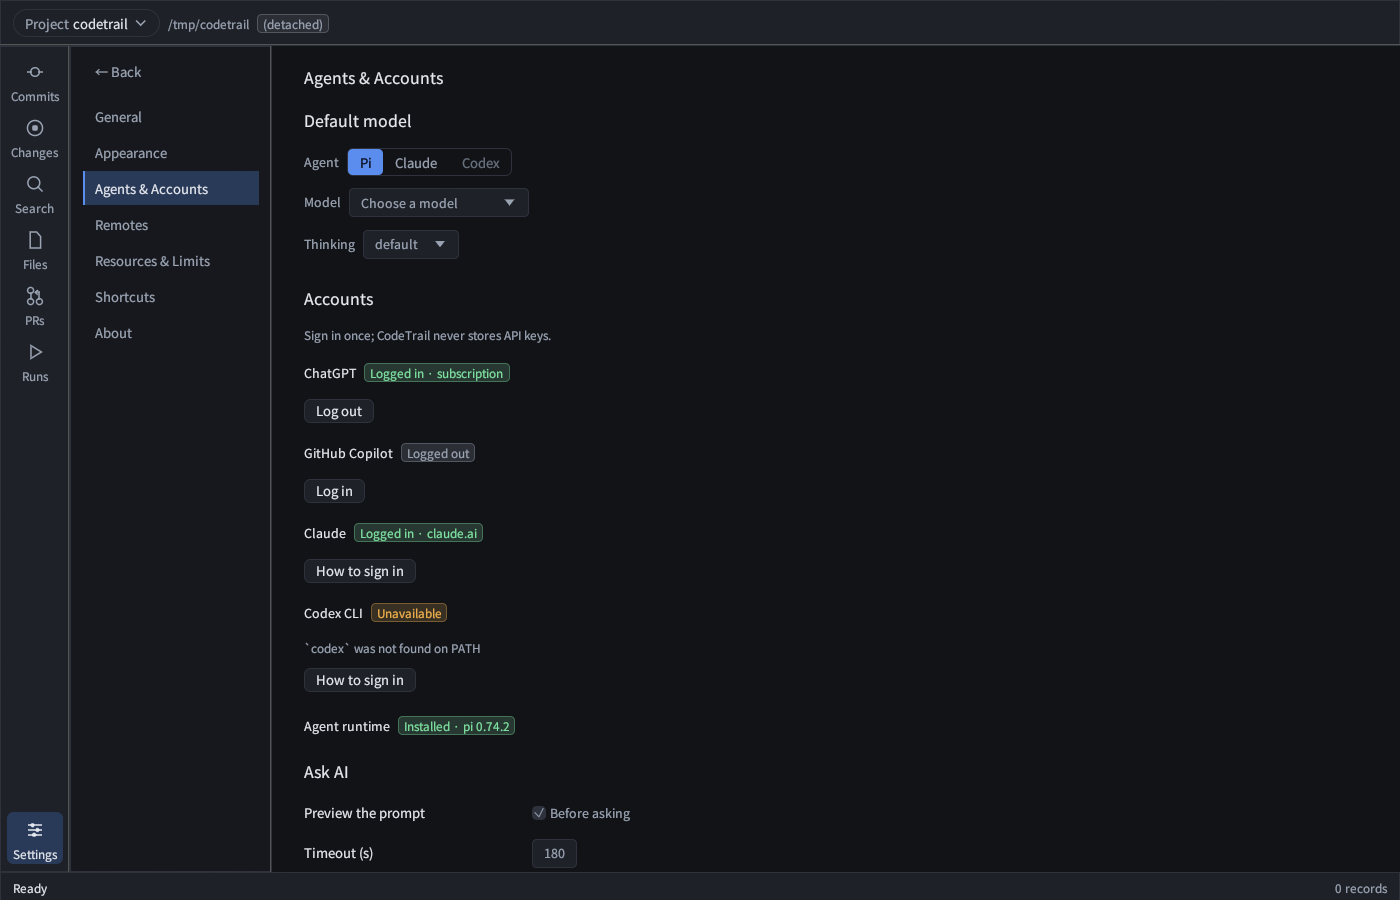 Project codetrail /tmp/codetrail (detached)
Commits
Changes
Search
Files
PRs
Runs
Settings
← Back
General
Appearance
Agents & Accounts
Remotes
Resources & Limits
Shortcuts
About
Agents & Accounts
Default model
Agent Pi Claude Codex
Model Choose a model
Thinking default
Accounts
Sign in once; CodeTrail never stores API keys.
ChatGPT Logged in · subscription
Log out
GitHub Copilot Logged out
Log in
Claude Logged in · claude.ai
How to sign in
Codex CLI Unavailable
`codex` was not found on PATH
How to sign in
Agent runtime Installed · pi 0.74.2
Ask AI
Preview the prompt Before asking
Timeout (s) 180
Ready 0 records